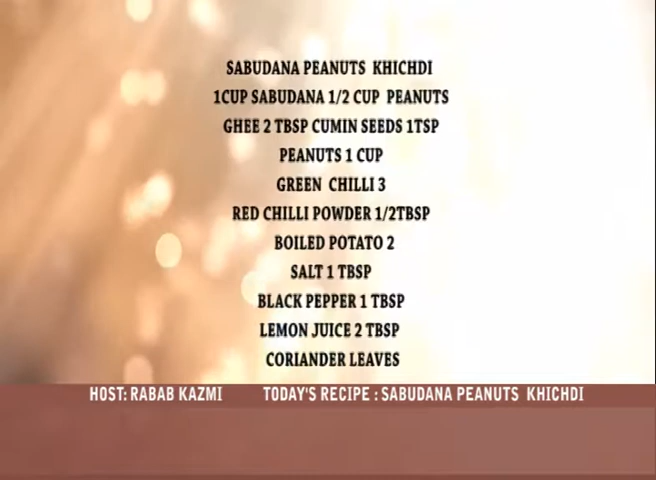 SABUDANA PEANUTS KHICHDI
1CUP SABUDANA 1/2 CUP PEANUTS
GHEE 2 TBSP CUMIN SEEDS 1TSP
PEANUTS 1 CUP
GREEN CHILLI 3
RED CHILLI POWDER 1/2TBSP
BOILED POTATO 2
SALT 1 TBSP
BLACK PEPPER 1 TBSP
LEMON JUICE 2 TBSP
CORIANDER LEAVES
HOST: RABAB KAZMI TODAY'S RECIPE : SABUDANA PEANUTS KHICHDI